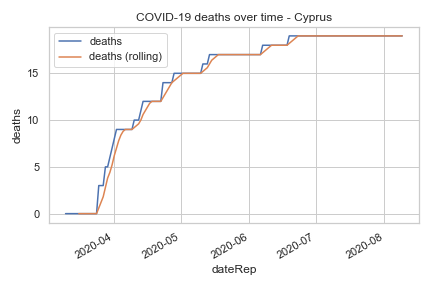 COVID-19 deaths over time - Cyprus
deaths
deaths (rolling)
deaths
15
10
5
0
2020-04
2020-05
2020-06
2020-07
2020-08
dateRep